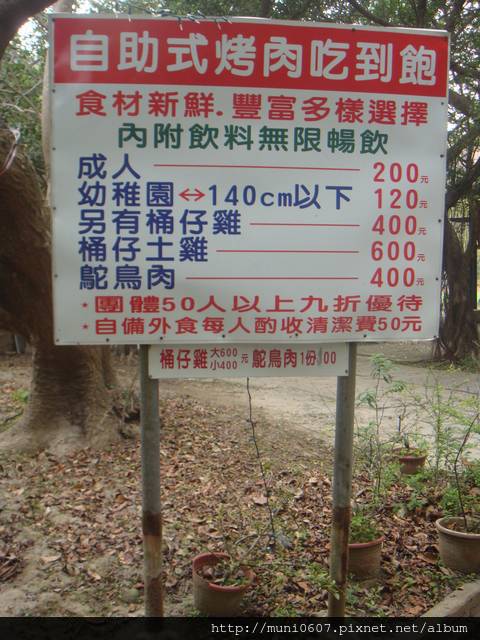 自助式烤肉吃到飽
食材新鮮.豐富多樣選擇
內附飲料無限暢飲
成人 200元
幼稚園↔140cm以下 120元
另有桶仔雞 400元
桶仔土雞 600元
鴕鳥肉 400元
*團體50人以上九折優待
*自備外食每人酌收清潔費50元
桶仔雞大600小400元 鴕鳥肉1份100
http://muni0607.pixnet.net/album